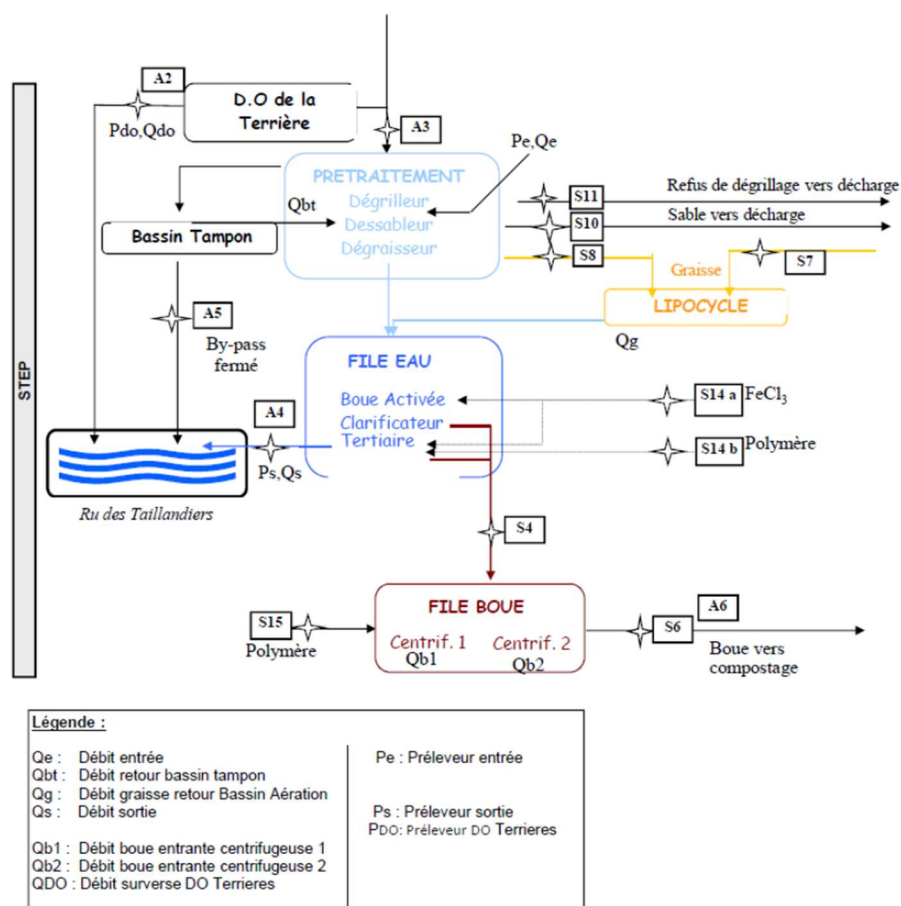 A2
D.O de la
Terrière
Pdo,Qdo
A3
Pe,Qe
PRETRAITEMENT
Dégrilleur
Dessableur
Dégraisseur
Qbt
Bassin Tampon
S11
Refus de dégrillage vers décharge
S10
Sable vers décharge
S8
Graisse
S7
LIPOCYCLE
Qg
A5
By-pass
fermé
STEP
FILE EAU
Boue Activée
Clarificateur
Tertiaire
S14 a
FeCl3
S14 b
Polymère
A4
Ps,Qs
Ru des Taillandiers
S4
FILE BOUE
Centrif. 1
Centrif. 2
Qb1
Qb2
S15
Polymère
A6
S6
Boue vers
compostage
Légende :
Qe : Débit entrée
Qbt : Débit retour bassin tampon
Qg : Débit graisse retour Bassin Aération
Qs : Débit sortie
Qb1 : Débit boue entrante centrifugeuse 1
Qb2 : Débit boue entrante centrifugeuse 2
QDO : Débit surverse DO Terrieres
Pe : Préleveur entrée
Ps : Préleveur sortie
PDO: Préleveur DO Terrieres